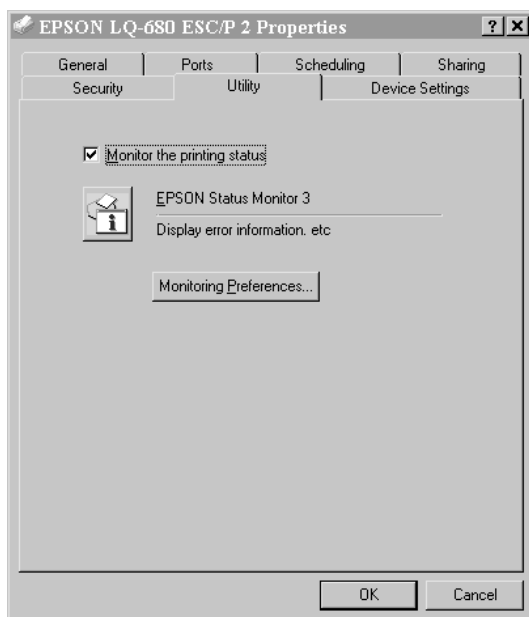 EPSON LQ-680 ESC/P 2 Properties
General Ports Scheduling Sharing
Security Utility Device Settings
Monitor the printing status
EPSON Status Monitor 3
Display error information. etc
Monitoring Preferences...
OK Cancel